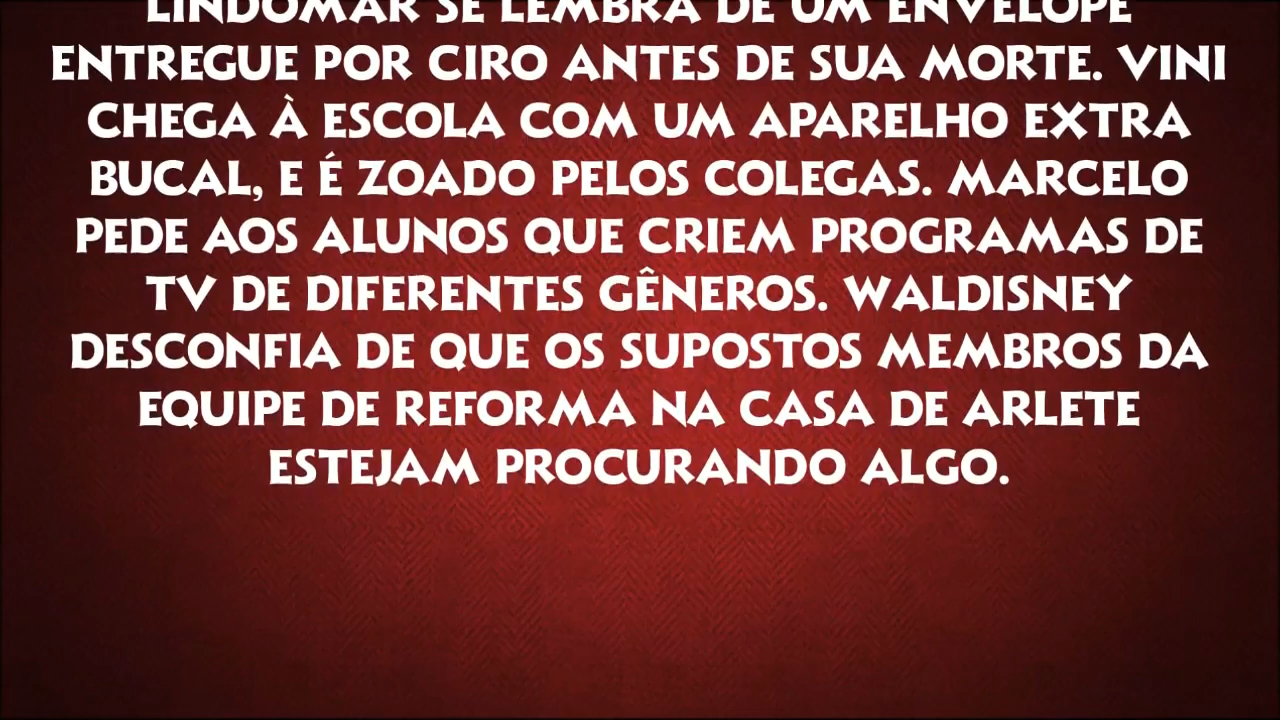 LINDOMAR SE LEMBRA DE UM ENVELOPE
ENTREGUE POR CIRO ANTES DE SUA MORTE. VINI
CHEGA À ESCOLA COM UM APARELHO EXTRA
BUCAL, E É ZOADO PELOS COLEGAS. MARCELO
PEDE AOS ALUNOS QUE CRIEM PROGRAMAS DE
TV DE DIFERENTES GÊNEROS. WALDISNEY
DESCONFIA DE QUE OS SUPOSTOS MEMBROS DA
EQUIPE DE REFORMA NA CASA DE ARLETE
ESTEJAM PROCURANDO ALGO.